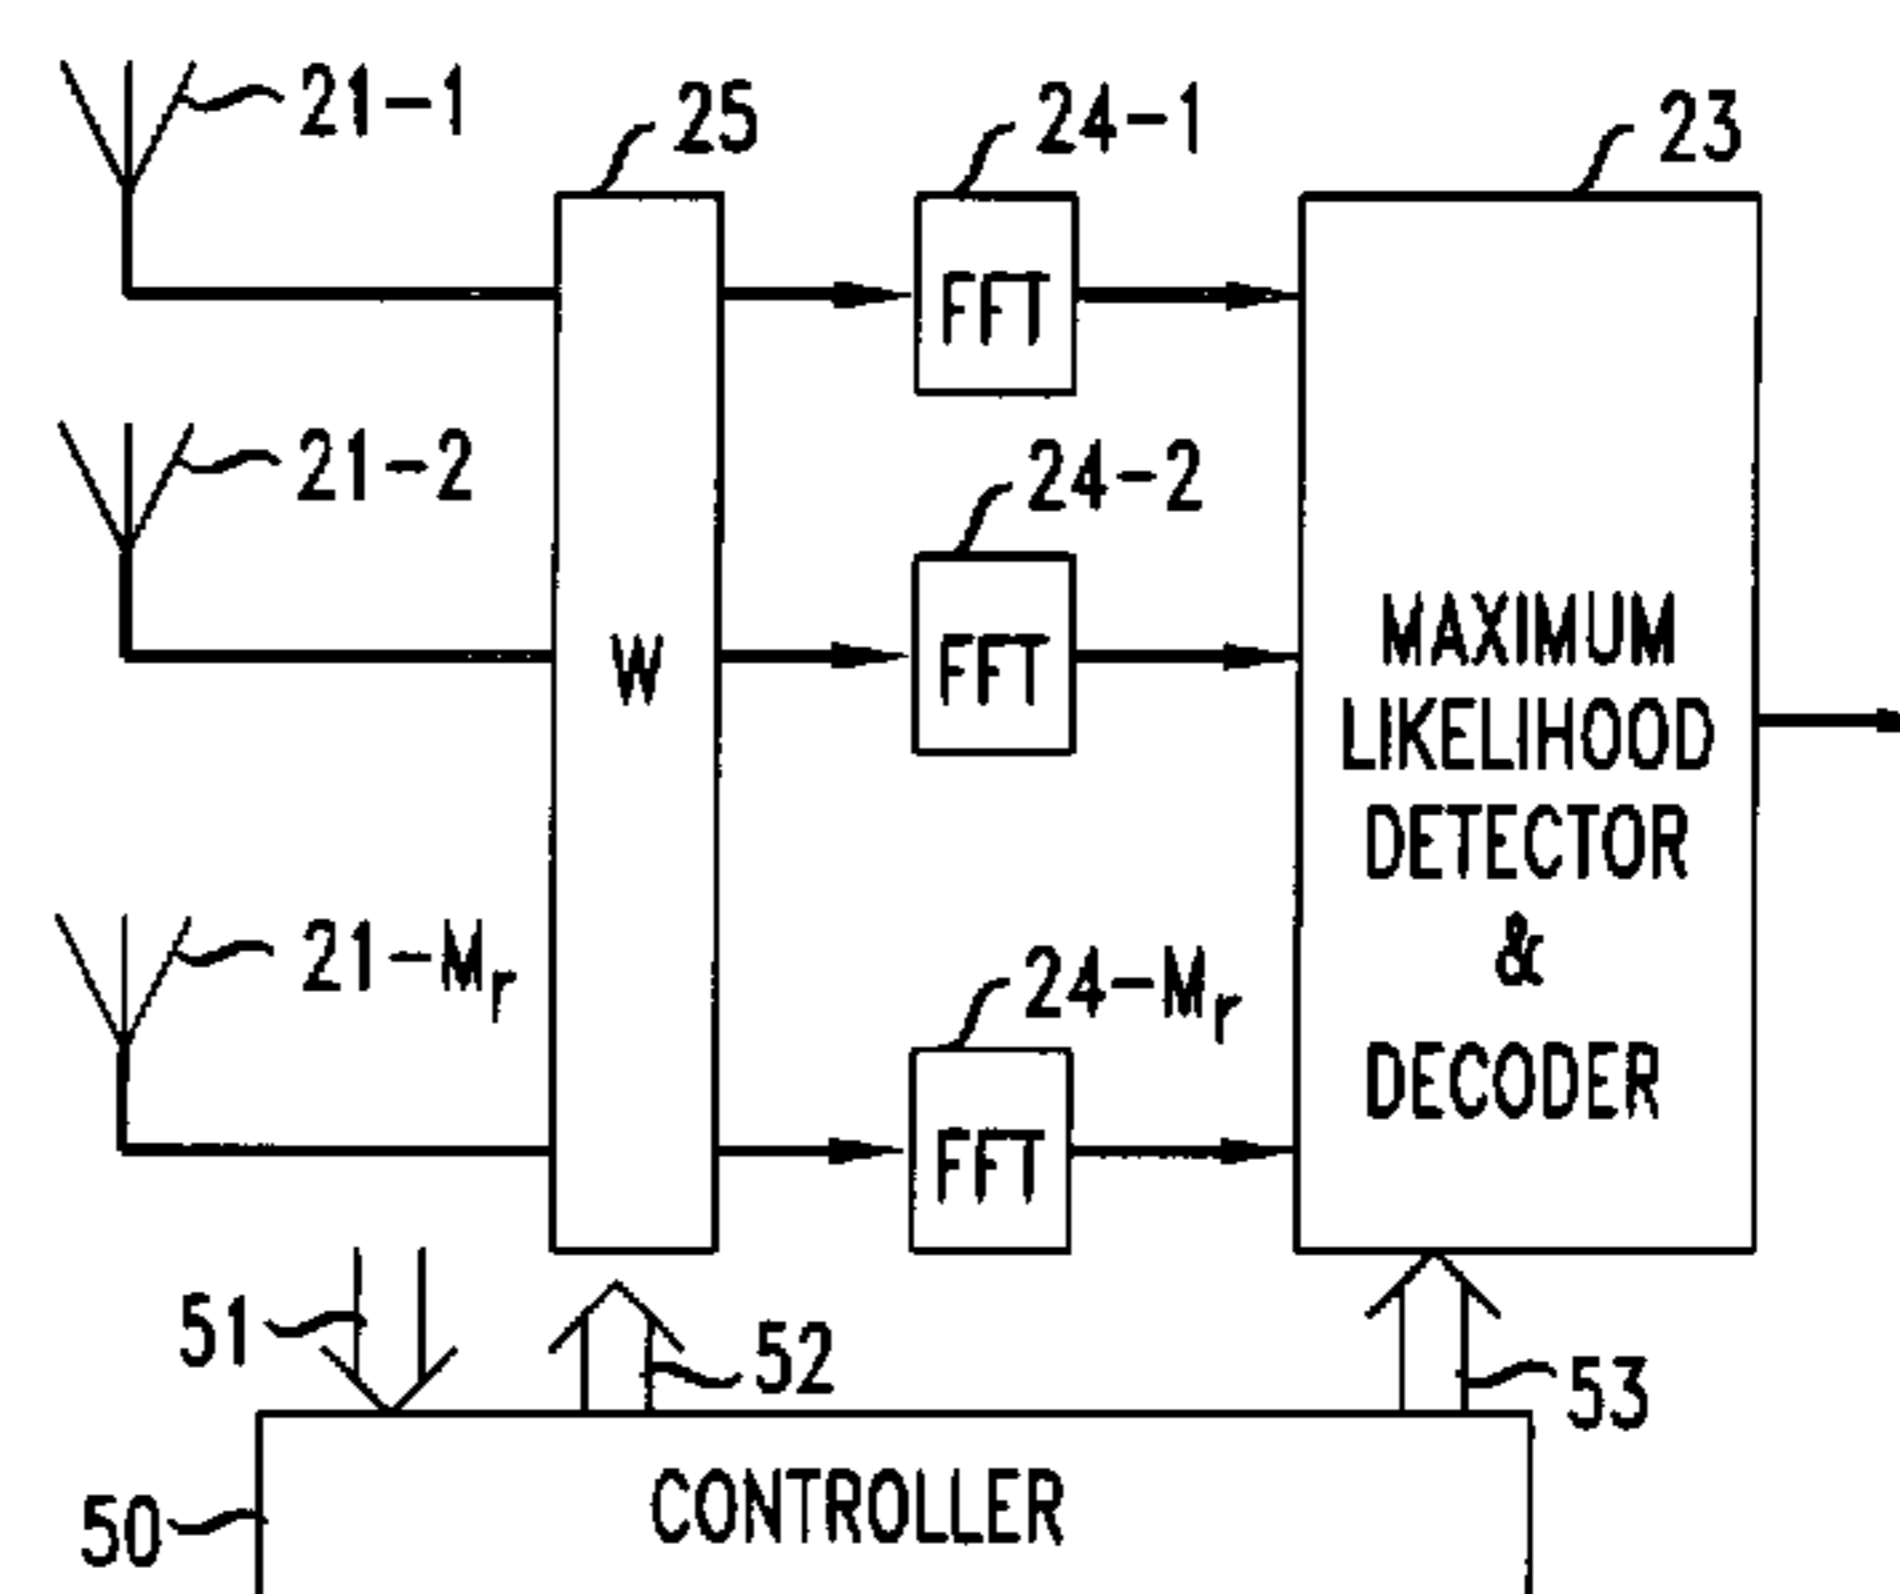 21-1
25
24-1
23
FFT
21-2
24-2
W
FFT
MAXIMUM
LIKELIHOOD
DETECTOR
&
DECODER
21-Mr
24-Mr
FFT
51
52
53
50
CONTROLLER